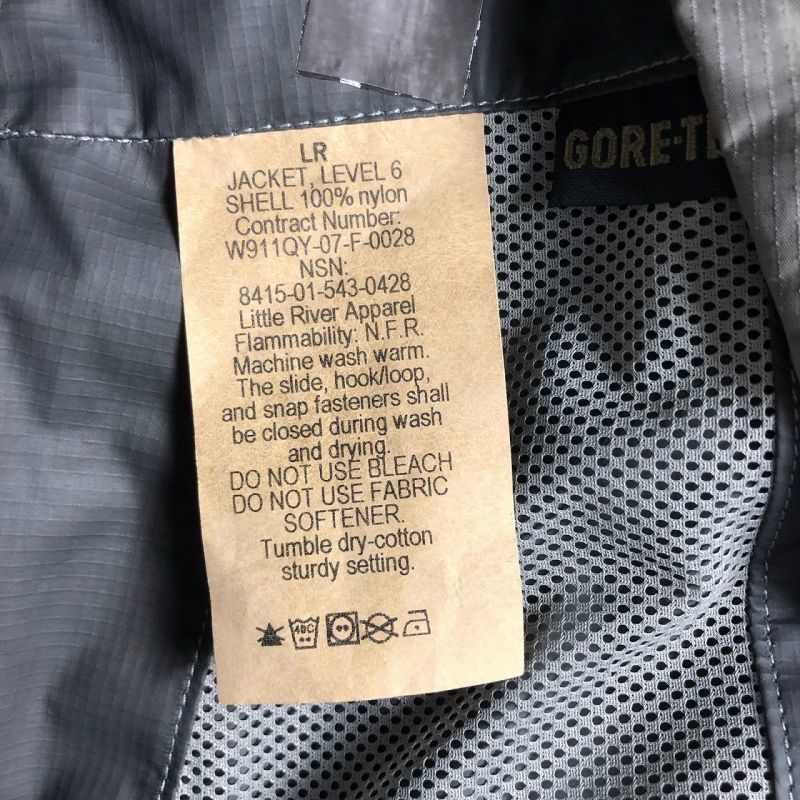 LR
JACKET, LEVEL 6
SHELL 100% nylon
Contract Number:
W911QY-07-F-0028
NSN:
8415-01-543-0428
Little River Apparel
Flammability: N.F.R.
Machine wash warm.
The slide, hook/loop,
and snap fasteners shall
be closed during wash
and drying.
DO NOT USE BLEACH
DO NOT USE FABRIC
SOFTENER.
Tumble dry-cotton
sturdy setting.
40C
GORE-TE